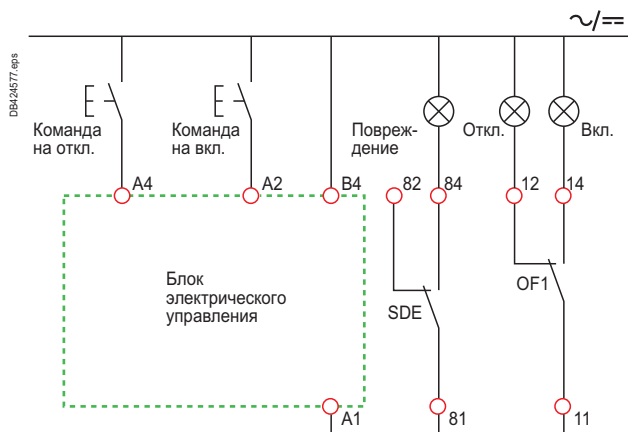 ~/⎓
DB424577.eps
Команда
на откл.
Команда
на вкл.
Повреж-
дение
Откл.
Вкл.
A4
A2
B4
82
84
12
14
Блок
электрического
управления
SDE
OF1
A1
81
11